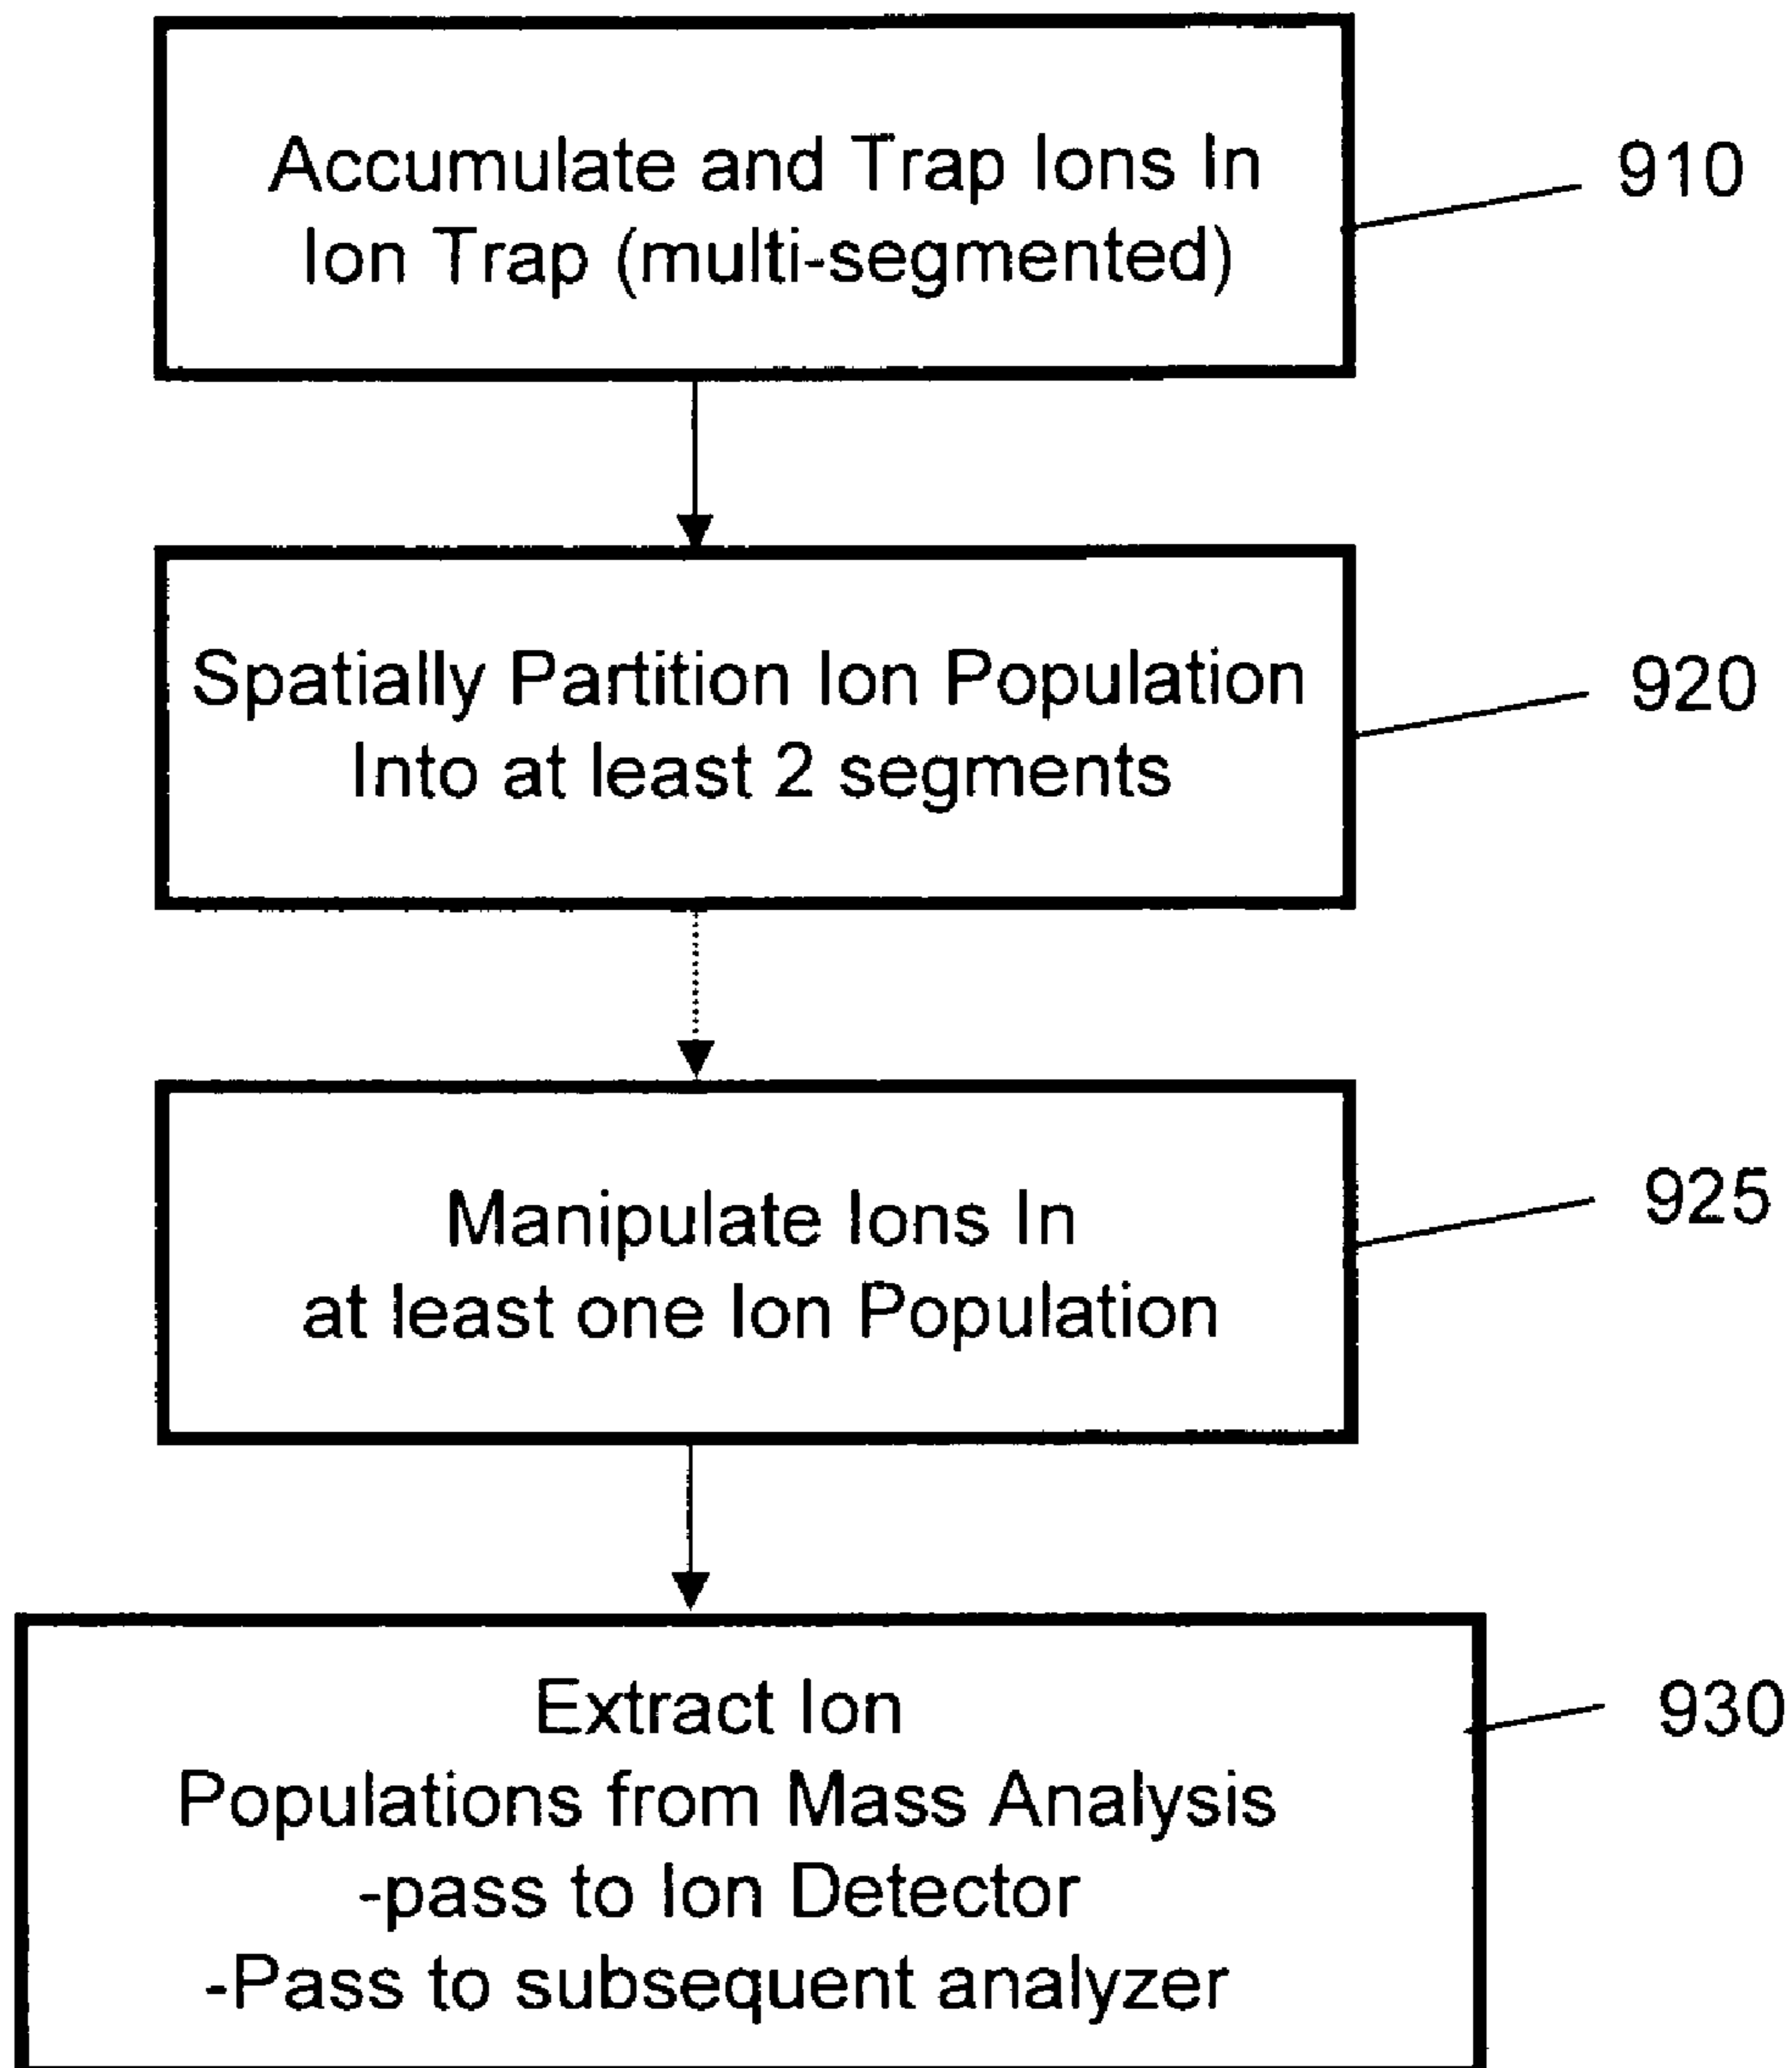 Accumulate and Trap Ions In
Ion Trap (multi-segmented)
910
Spatially Partition Ion Population
Into at least 2 segments
920
Manipulate Ions In
at least one Ion Population
925
Extract Ion
Populations from Mass Analysis
-pass to Ion Detector
-Pass to subsequent analyzer
930